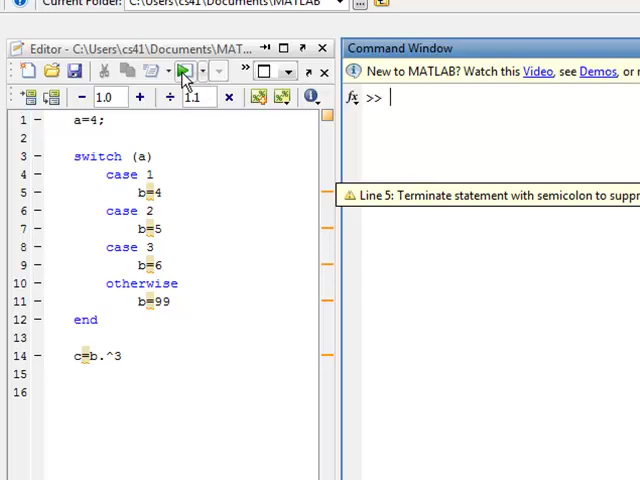 Current Folder: C:\Users\cs41\Documents\MATLAB
Editor - C:\Users\cs41\Documents\MAT...
1.0
1.1
1 a=4;
2
3 switch (a)
4 case 1
5 b=4
6 case 2
7 b=5
8 case 3
9 b=6
10 otherwise
11 b=99
12 end
13
14 c=b.^3
15
16
Command Window
New to MATLAB? Watch this Video, see Demos, or r
fx >>
Line 5: Terminate statement with semicolon to suppr